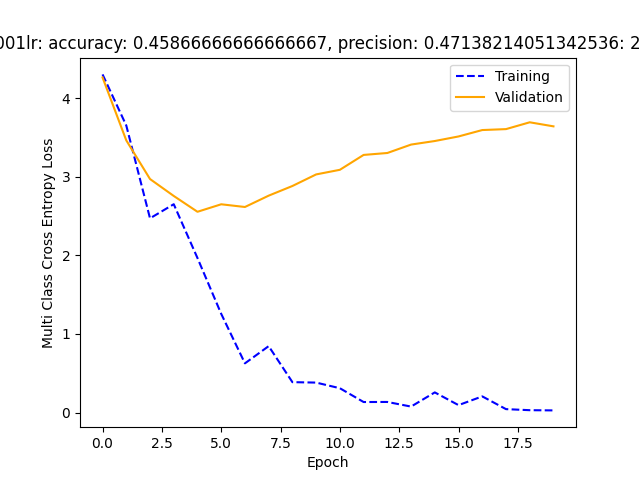 001lr: accuracy: 0.45866666666666667, precision: 0.47138214051342536: 2
Training
Validation
Multi Class Cross Entropy Loss
4
3
2
1
0
0.0 2.5 5.0 7.5 10.0 12.5 15.0 17.5
Epoch